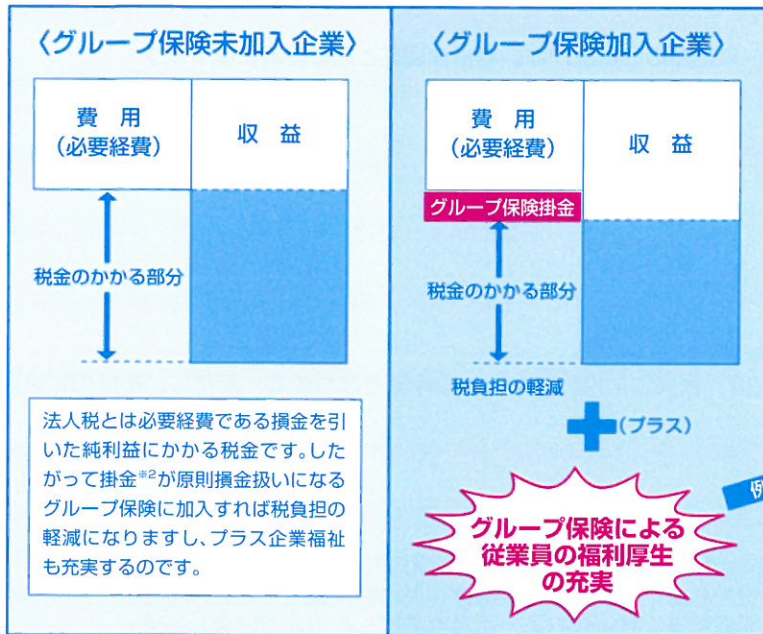 〈グループ保険未加入企業〉
費　用
(必要経費)
収　益
税金のかかる部分
法人税とは必要経費である損金を引
いた純利益にかかる税金です。した
がって掛金※2が原則損金扱いになる
グループ保険に加入すれば税負担の
軽減になりますし、プラス企業福祉
も充実するのです。
〈グループ保険加入企業〉
費　用
(必要経費)
収　益
グループ保険掛金
税金のかかる部分
税負担の軽減
(プラス)
グループ保険による
従業員の福利厚生
の充実
例